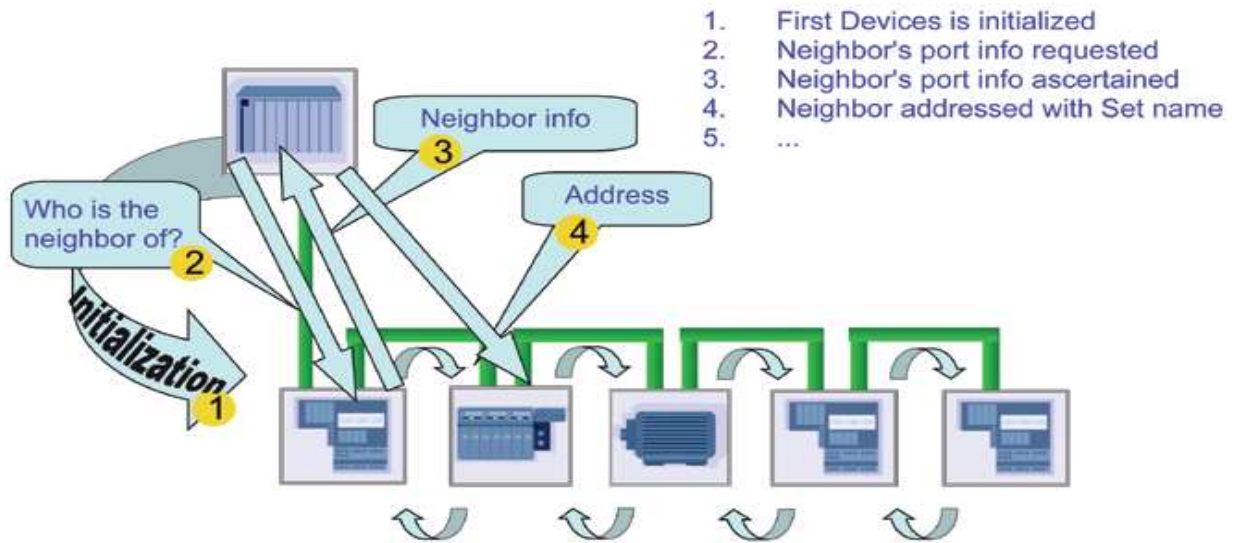 1. First Devices is initialized
2. Neighbor's port info requested
3. Neighbor's port info ascertained
4. Neighbor addressed with Set name
5. ...
Neighbor info
3
Address
4
Who is the
neighbor of?
2
Initialization
1